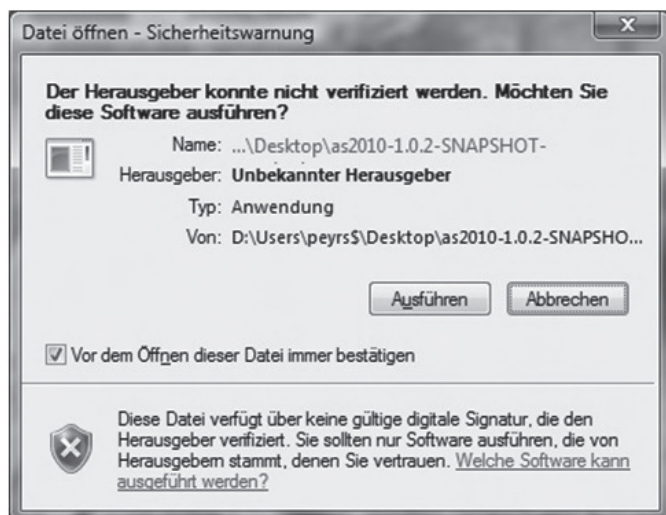 Datei öffnen - Sicherheitswarnung
Der Herausgeber konnte nicht verifiziert werden. Möchten Sie
diese Software ausführen?
Name: ...\Desktop\as2010-1.0.2-SNAPSHOT-
Herausgeber: Unbekannter Herausgeber
Typ: Anwendung
Von: D:\Users\peyrs$\Desktop\as2010-1.0.2-SNAPSHO...
Ausführen Abbrechen
Vor dem Öffnen dieser Datei immer bestätigen
Diese Datei verfügt über keine gültige digitale Signatur, die den
Herausgeber verifiziert. Sie sollten nur Software ausführen, die von
Herausgebern stammt, denen Sie vertrauen. Welche Software kann
ausgeführt werden?